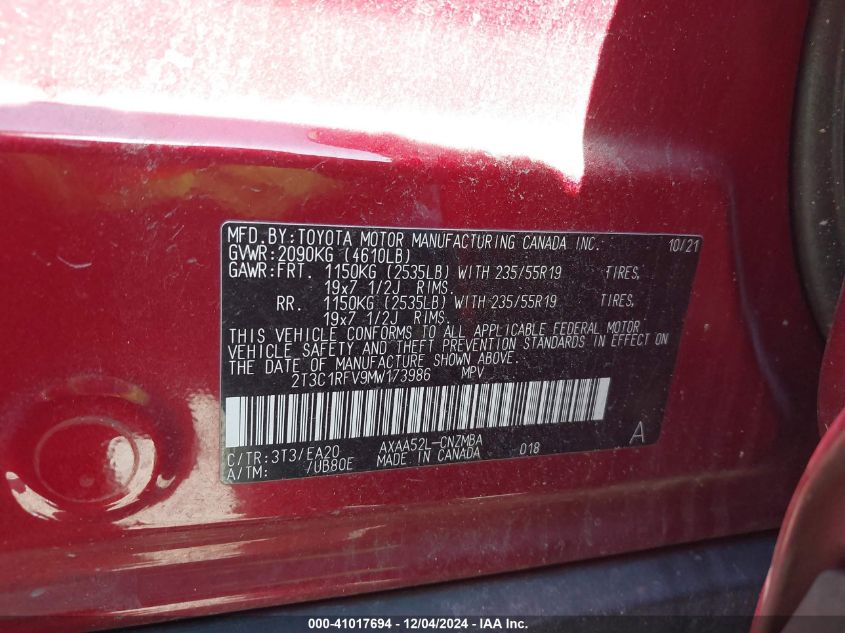 MFD.BY:TOYOTA MOTOR MANUFACTURING CANADA INC. 10/21
GVWR:2090KG (4610LB)
GAWR:FRT. 1150KG (2535LB) WITH 235/55R19 TIRES,
19x7 1/2J RIMS.
RR. 1150KG (2535LB) WITH 235/55R19 TIRES,
19x7 1/2J RIMS.
THIS VEHICLE CONFORMS TO ALL APPLICABLE FEDERAL MOTOR
VEHICLE SAFETY AND THEFT PREVENTION STANDARDS IN EFFECT ON
THE DATE OF MANUFACTURE SHOWN ABOVE.
2T3C1RFV9MW173986 MPV
C/TR:3T3/EA20 AXAA52L-CNZMBA
A/TM: /UB80E MADE IN CANADA D18 A
000-41017694 - 12/04/2024 - IAA Inc.